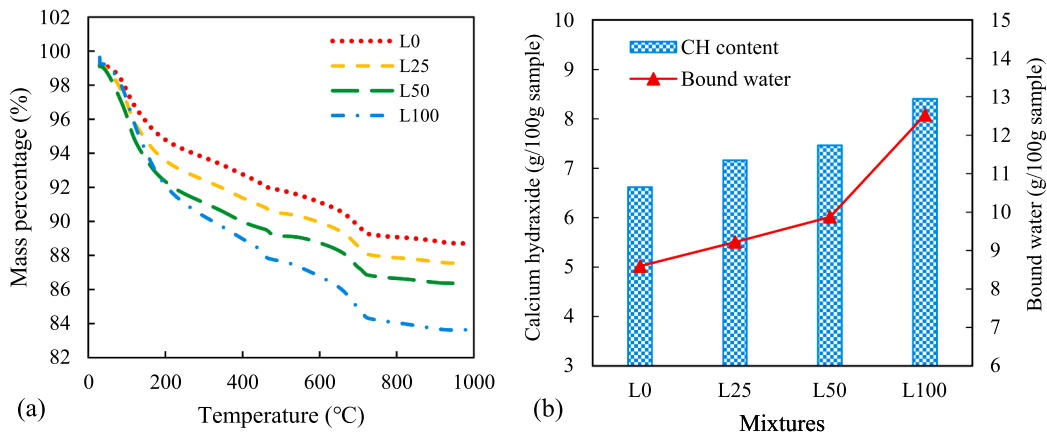 102
100
98
96
94
92
90
88
86
84
82
Mass percentage (%)
0
200
400
600
800
1000
Temperature (℃)
L0
L25
L50
L100
(a)
10
9
8
7
6
5
4
3
Calcium hydraxide (g/100g sample)
CH content
Bound water
15
14
13
12
11
10
9
8
7
6
Bound water (g/100g sample)
L0
L25
L50
L100
Mixtures
(b)